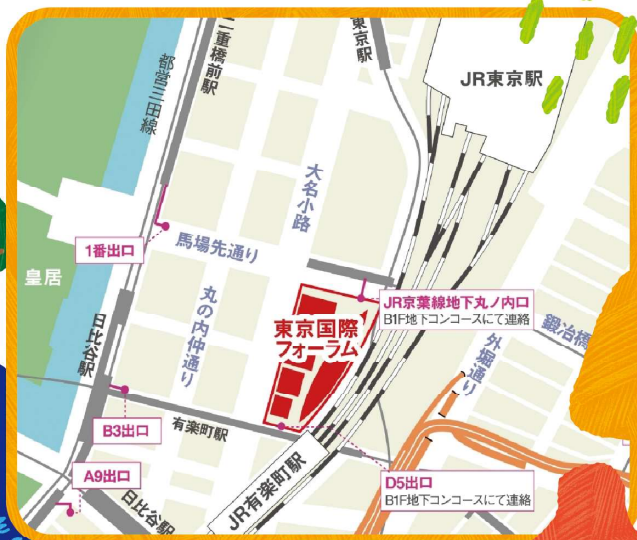 二重橋前駅
東京駅
JR東京駅
都営三田線
大名小路
1番出口
馬場先通り
皇居
丸の内仲通り
JR京葉線地下丸ノ内口
B1F地下コンコースにて連絡
東京国際
フォーラム
鍛冶橋
外堀通り
日比谷駅
B3出口
有楽町駅
A9出口
日比谷駅
JR有楽町駅
D5出口
B1F地下コンコースにて連絡